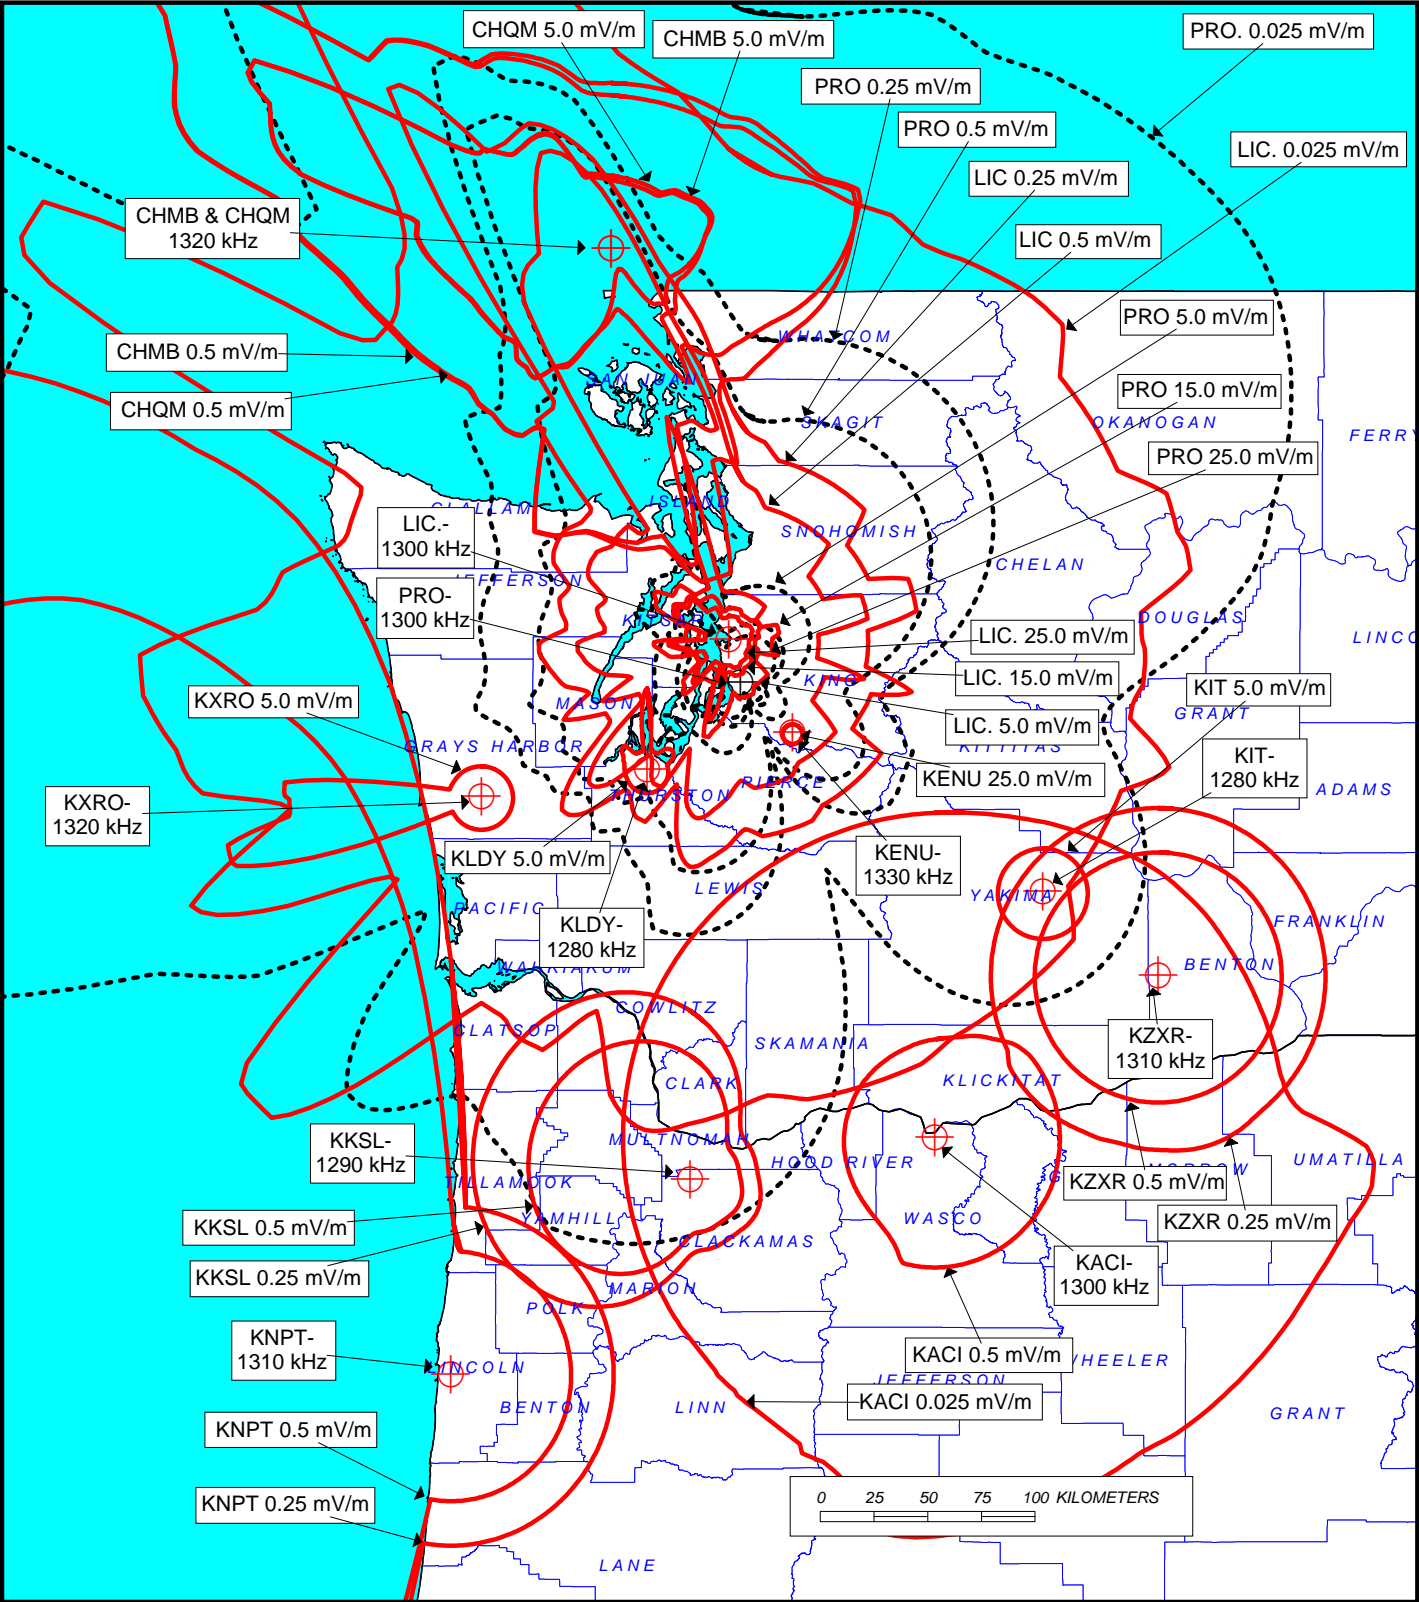 CHQM 5.0 mV/m
CHMB 5.0 mV/m
PRO. 0.025 mV/m
PRO 0.25 mV/m
PRO 0.5 mV/m
LIC. 0.025 mV/m
LIC 0.25 mV/m
CHMB & CHQM
1320 kHz
LIC 0.5 mV/m
PRO 5.0 mV/m
WHATCOM
CHMB 0.5 mV/m
SAN JUAN
PRO 15.0 mV/m
CHQM 0.5 mV/m
SKAGIT
OKANOGAN
FERRY
PRO 25.0 mV/m
CLALLAM
ISLAND
LIC.-
1300 kHz
SNOHOMISH
CHELAN
JEFFERSON
PRO-
1300 kHz
KITSAP
DOUGLAS
LIC. 25.0 mV/m
LINCO
LIC. 15.0 mV/m
KING
KXRO 5.0 mV/m
MASON
KIT 5.0 mV/m
GRANT
LIC. 5.0 mV/m
GRAYS HARBOR
KITTITAS
KIT-
1280 kHz
KENU 25.0 mV/m
PIERCE
THURSTON
ADAMS
KXRO-
1320 kHz
KLDY 5.0 mV/m
KENU-
1330 kHz
LEWIS
YAKIMA
PACIFIC
KLDY-
1280 kHz
FRANKLIN
WAHKIAKUM
BENTON
COWLITZ
CLATSOP
SKAMANIA
KZXR-
1310 kHz
CLARK
KLICKITAT
KKSL-
1290 kHz
MULTNOMAH
HOOD RIVER
MORROW
UMATILLA
TILLAMOOK
G
KZXR 0.5 mV/m
KKSL 0.5 mV/m
YAMHILL
WASCO
KZXR 0.25 mV/m
CLACKAMAS
KKSL 0.25 mV/m
KACI-
1300 kHz
MARION
POLK
KNPT-
1310 kHz
LINCOLN
KACI 0.5 mV/m
HEELER
JEFFERSON
KACI 0.025 mV/m
BENTON
LINN
GRANT
KNPT 0.5 mV/m
KNPT 0.25 mV/m
0 25 50 75 100 KILOMETERS
LANE